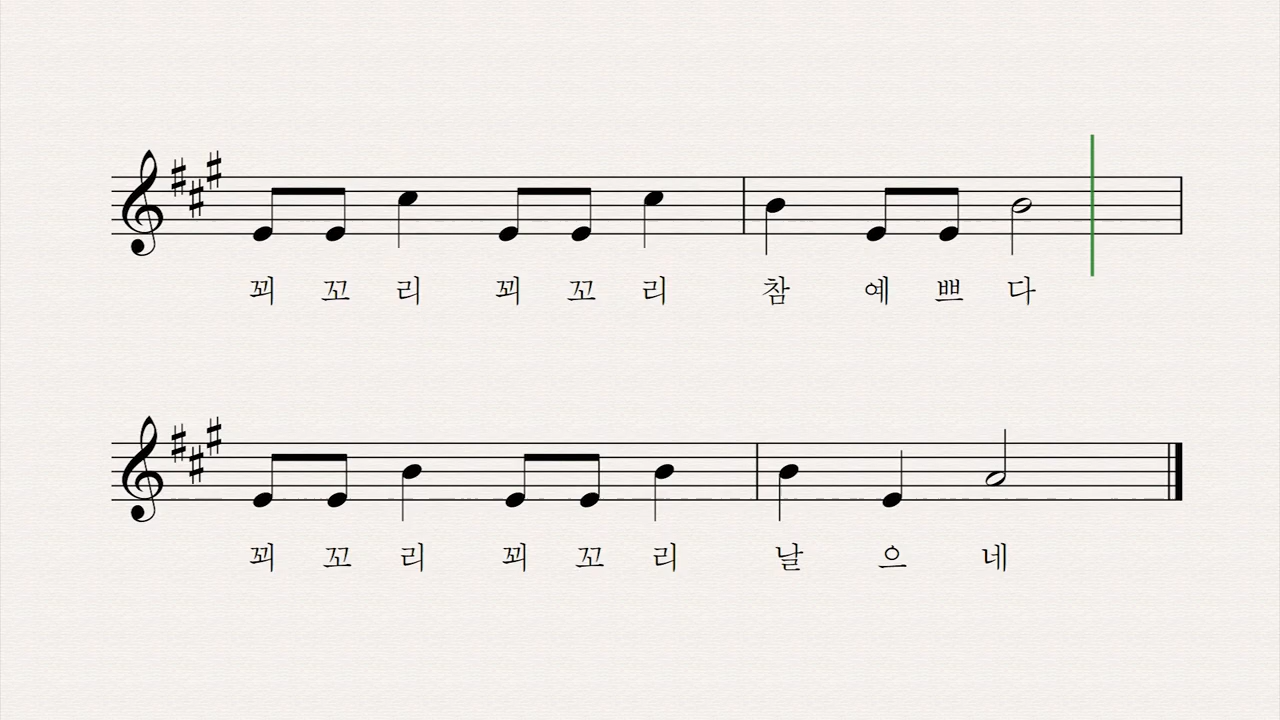 꾀 꼬 리 꾀 꼬 리 참 예 쁘 다
꾀 꼬 리 꾀 꼬 리 날 으 네